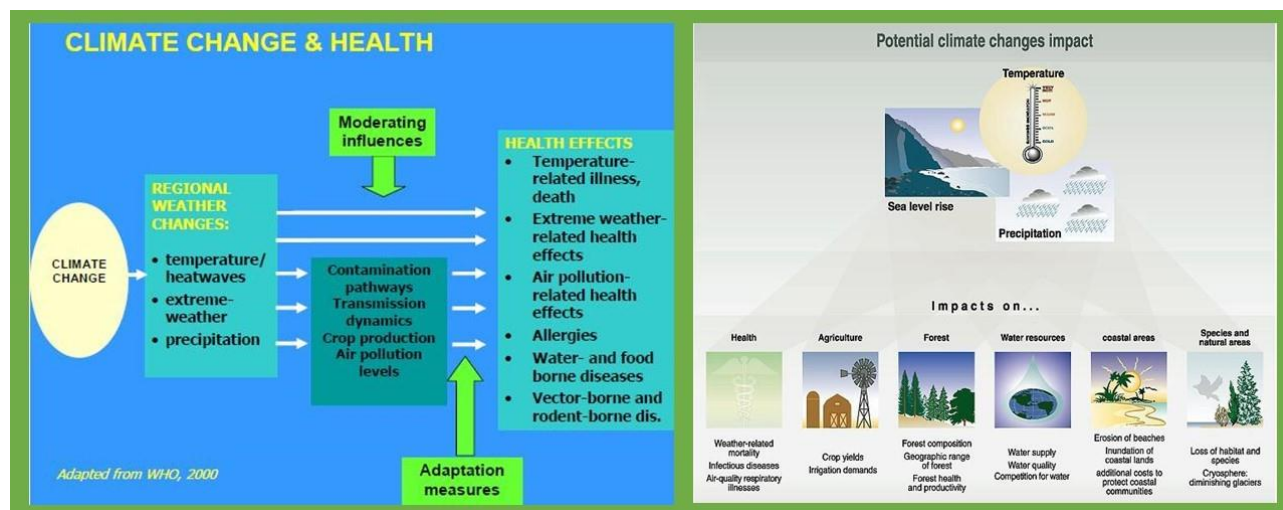 CLIMATE CHANGE & HEALTH
Moderating
influences
CLIMATE
CHANGE
REGIONAL
WEATHER
CHANGES:
• temperature/
heatwaves
• extreme-
weather
• precipitation
Contamination
pathways
Transmission
dynamics
Crop production
Air pollution
levels
HEALTH EFFECTS
• Temperature-
related illness,
death
• Extreme weather-
related health
effects
• Air pollution-
related health
effects
• Allergies
• Water- and food
borne diseases
• Vector-borne and
rodent-borne dis.
Adaptation
measures
Adapted from WHO, 2000
Potential climate changes impact
Temperature
Sea level rise
Precipitation
Impacts on...
Health
Weather-related
mortality
Infectious diseases
Air-quality respiratory
illnesses
Agriculture
Crop yields
Irrigation demands
Forest
Forest composition
Geographic range
of forest
Forest health
and productivity
Water resources
Water supply
Water quality
Competition for water
coastal areas
Erosion of beaches
Inundation of
coastal lands
additional costs to
protect coastal
communities
Species and
natural areas
Loss of habitat and
species
Cryosphere:
diminishing glaciers